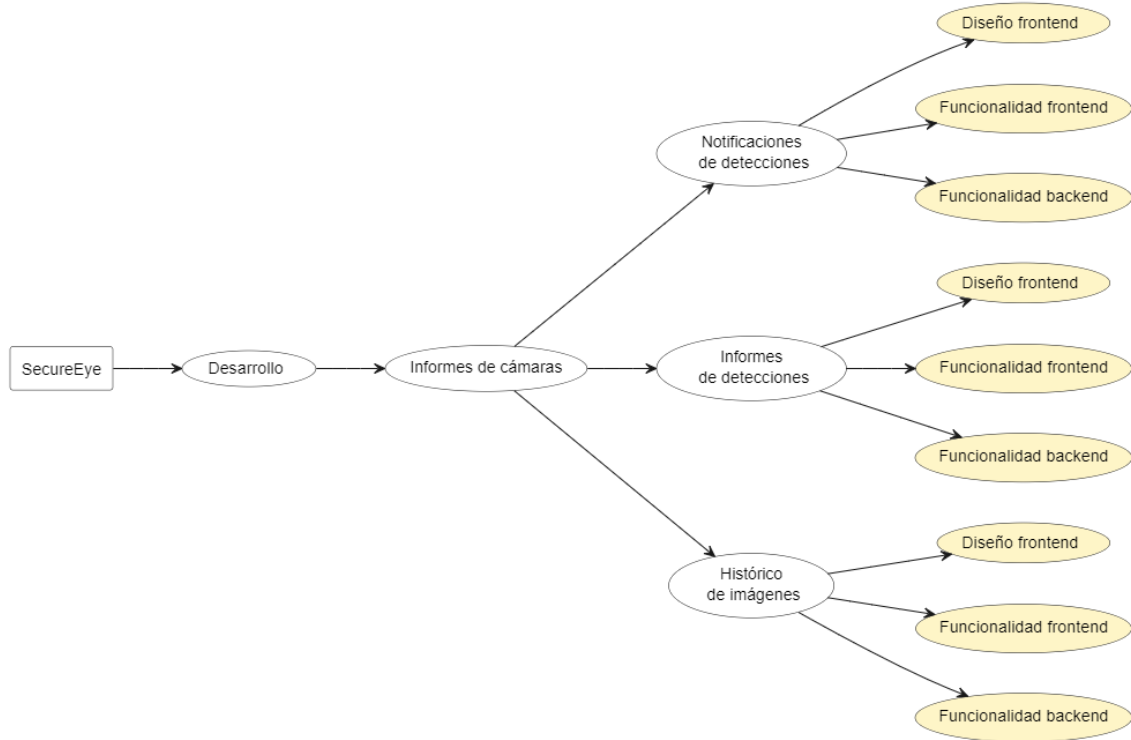 SecureEye
Desarrollo
Informes de cámaras
Notificaciones
de detecciones
Diseño frontend
Funcionalidad frontend
Funcionalidad backend
Informes
de detecciones
Diseño frontend
Funcionalidad frontend
Funcionalidad backend
Histórico
de imágenes
Diseño frontend
Funcionalidad frontend
Funcionalidad backend